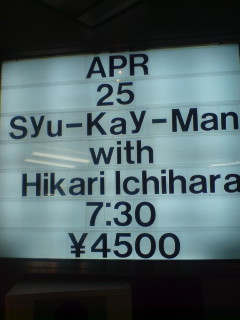 APR
25
Syu-Kay-Man
with
Hikari Ichihara
7:30
¥4500